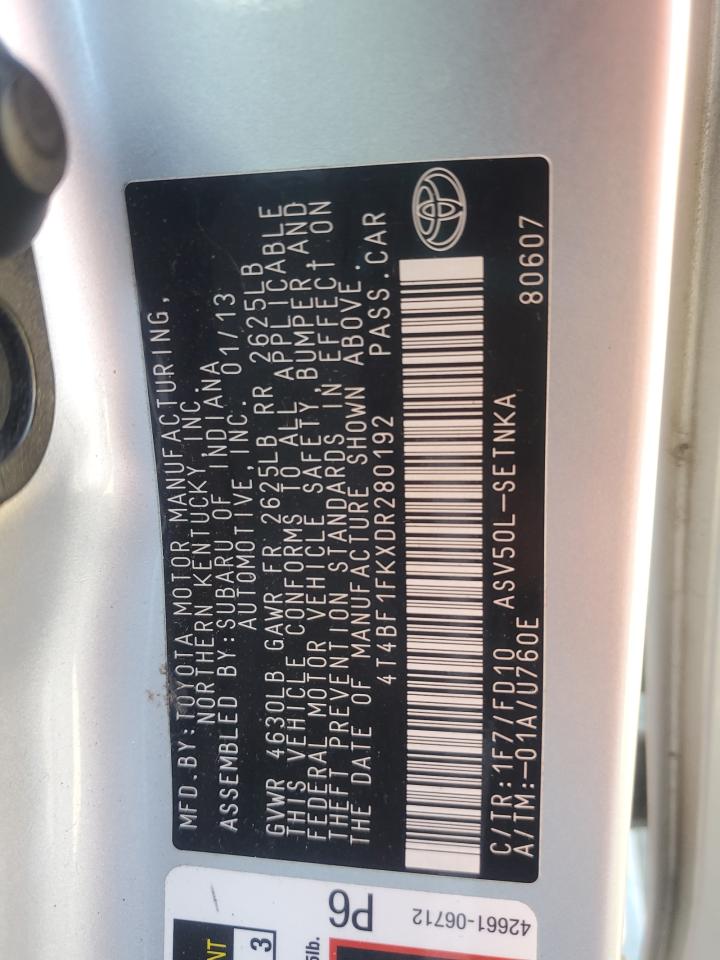 MFD.BY:TOYOTA MOTOR MANUFACTURING,
NORTHERN KENTUCKY, INC.
ASSEMBLED BY:SUBARU OF INDIANA
AUTOMOTIVE, INC. 01/13
GVWR 4630LB GAWR FR 2625LB RR 2625LB
THIS VEHICLE CONFORMS TO ALL APPLICABLE
FEDERAL MOTOR VEHICLE SAFETY, BUMPER AND
THEFT PREVENTION STANDARDS IN EFFECT ON
THE DATE OF MANUFACTURE SHOWN ABOVE.
4T4BF1FKXDR280192 PASS.CAR
C/TR:1F7/FD10 ASV50L-SETNKA
A/TM:-01A/U760E 80607
P6
42661-06712
3